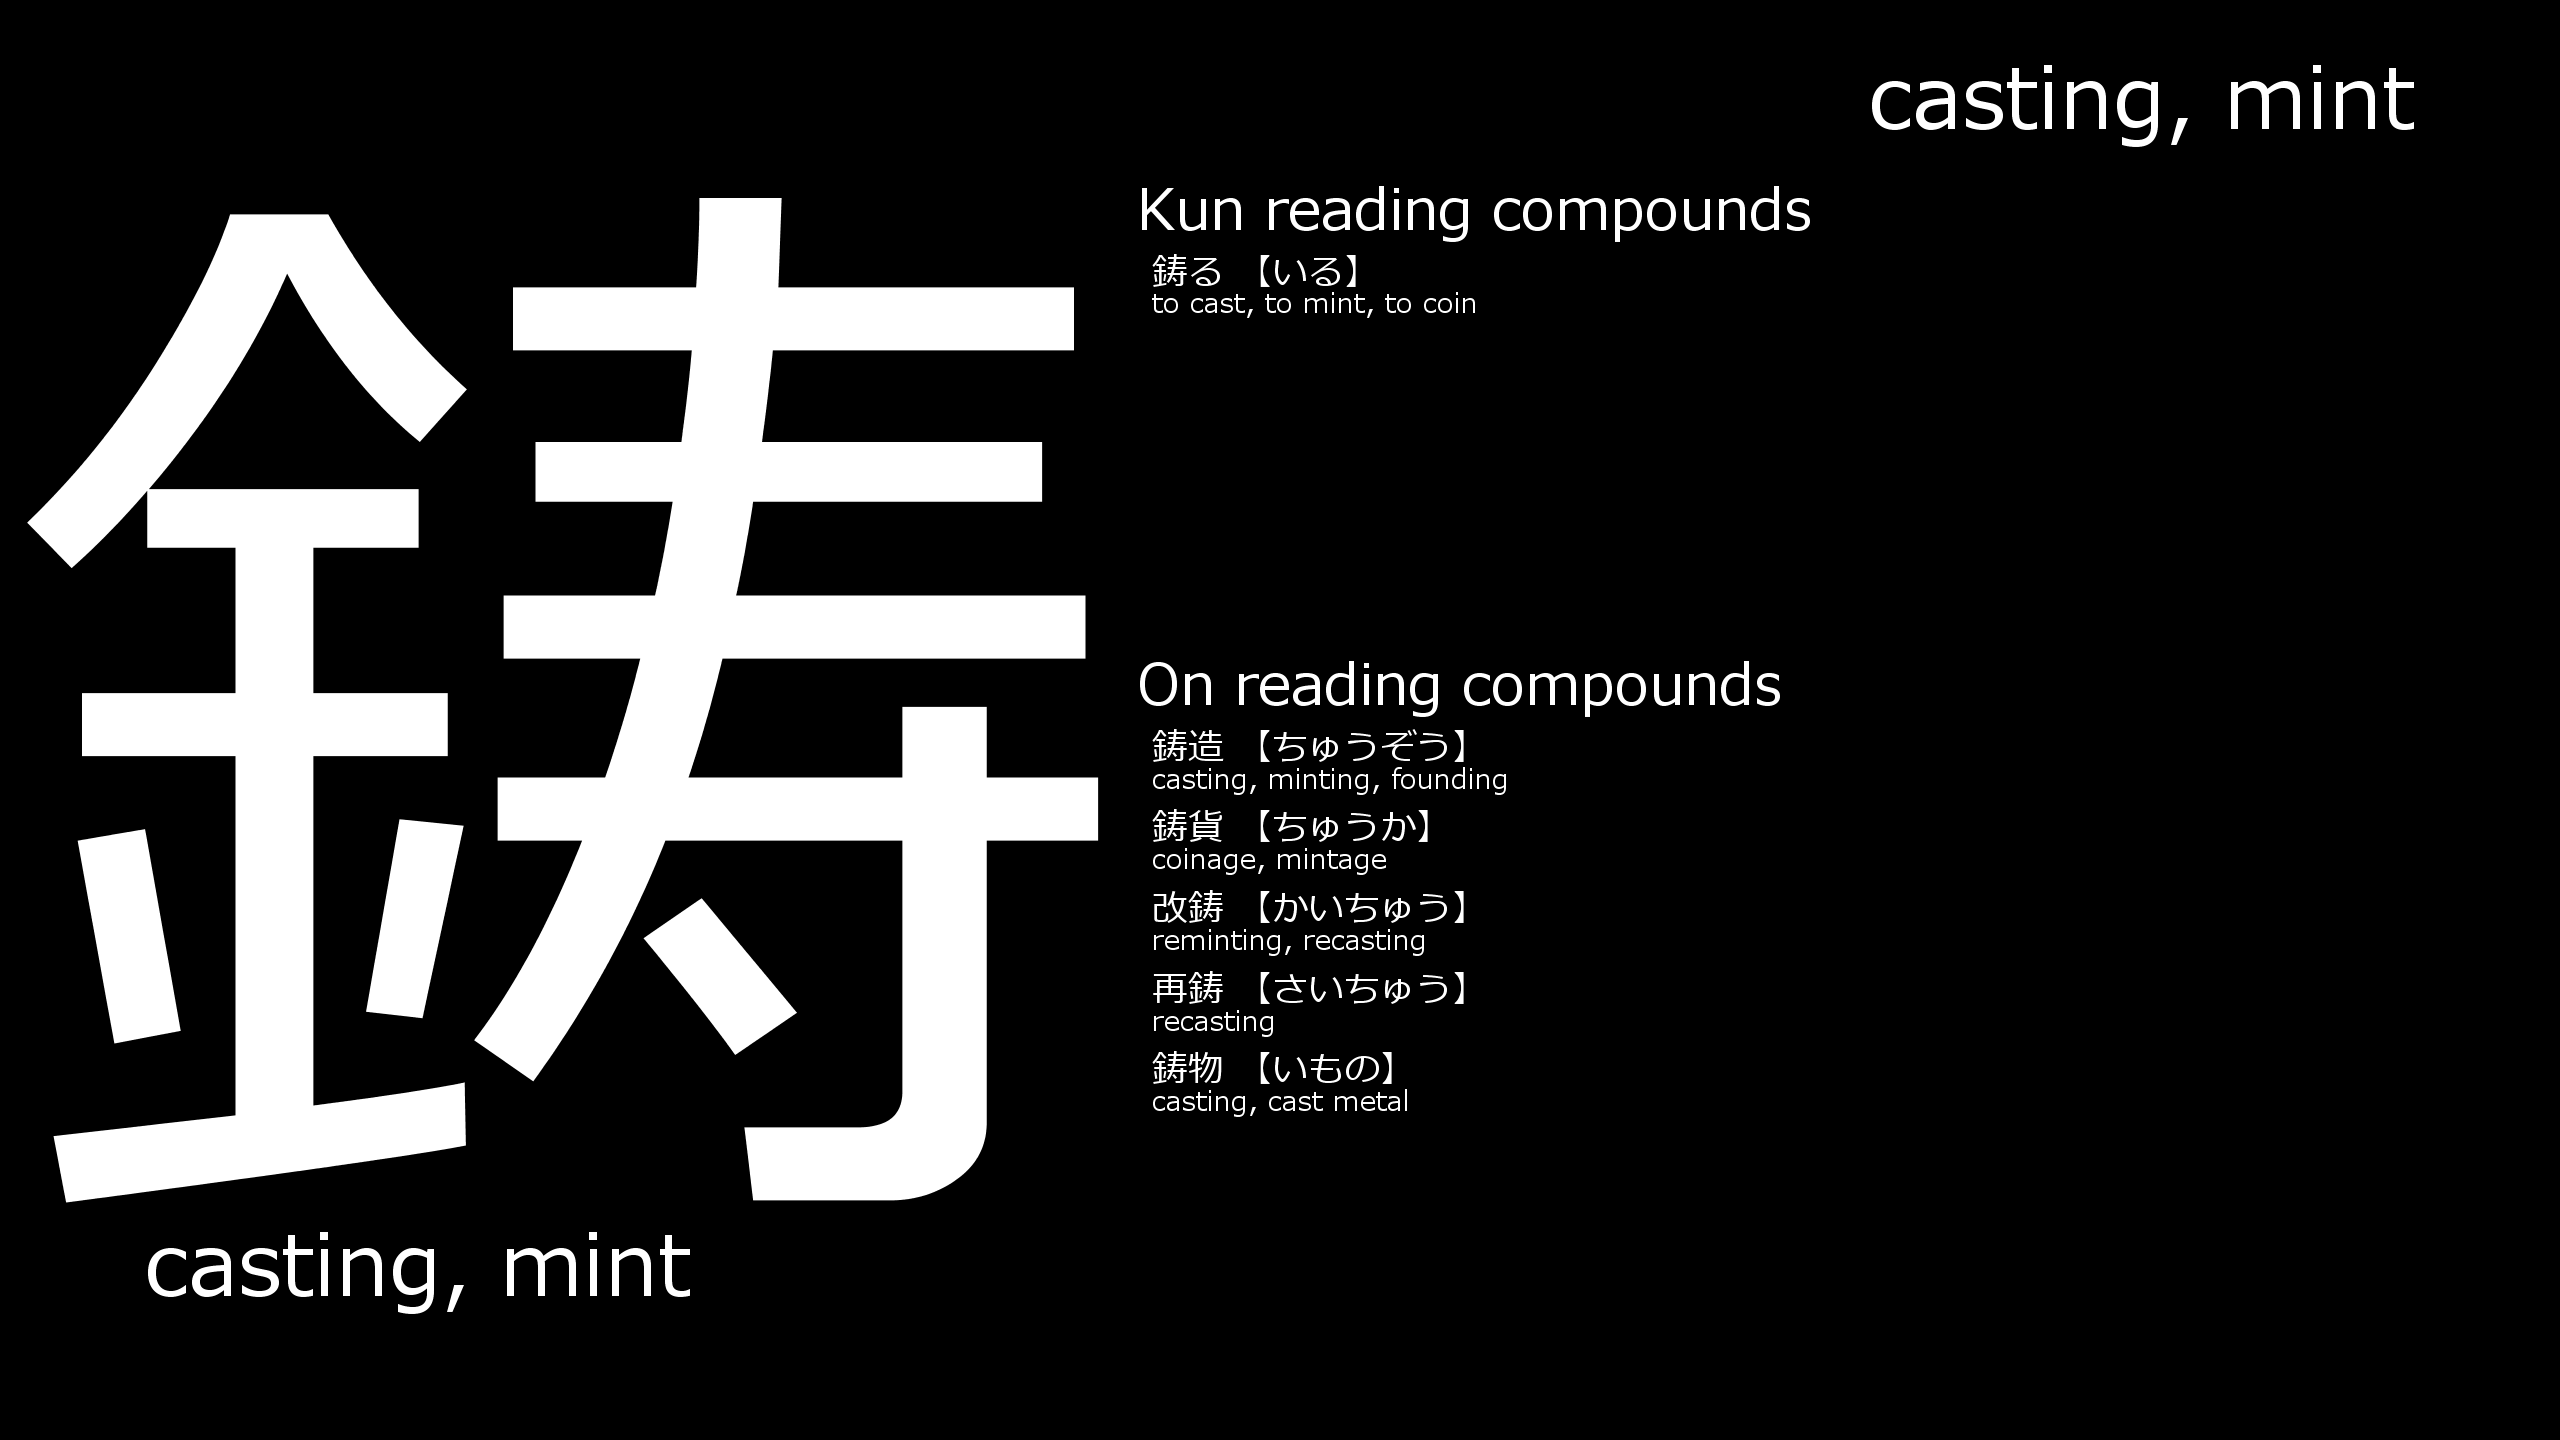 casting, mint
鋳
casting, mint
Kun reading compounds
鋳る 【いる】
to cast, to mint, to coin
On reading compounds
鋳造 【ちゅうぞう】
casting, minting, founding
鋳貨 【ちゅうか】
coinage, mintage
改鋳 【かいちゅう】
reminting, recasting
再鋳 【さいちゅう】
recasting
鋳物 【いもの】
casting, cast metal